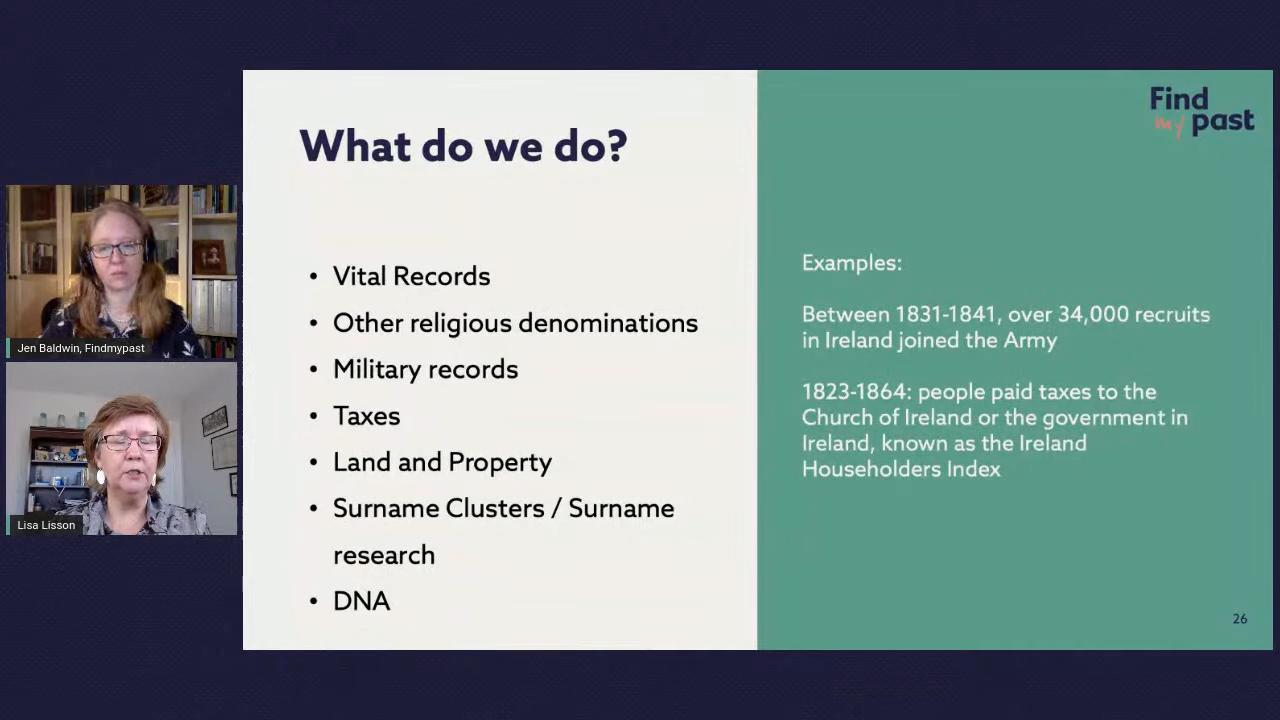 Find
my past
What do we do?
• Vital Records
• Other religious denominations
• Military records
• Taxes
• Land and Property
• Surname Clusters / Surname
research
• DNA
Examples:
Between 1831-1841, over 34,000 recruits
in Ireland joined the Army
1823-1864: people paid taxes to the
Church of Ireland or the government in
Ireland, known as the Ireland
Householders Index
26
Jen Baldwin, Findmypast
Lisa Lisson